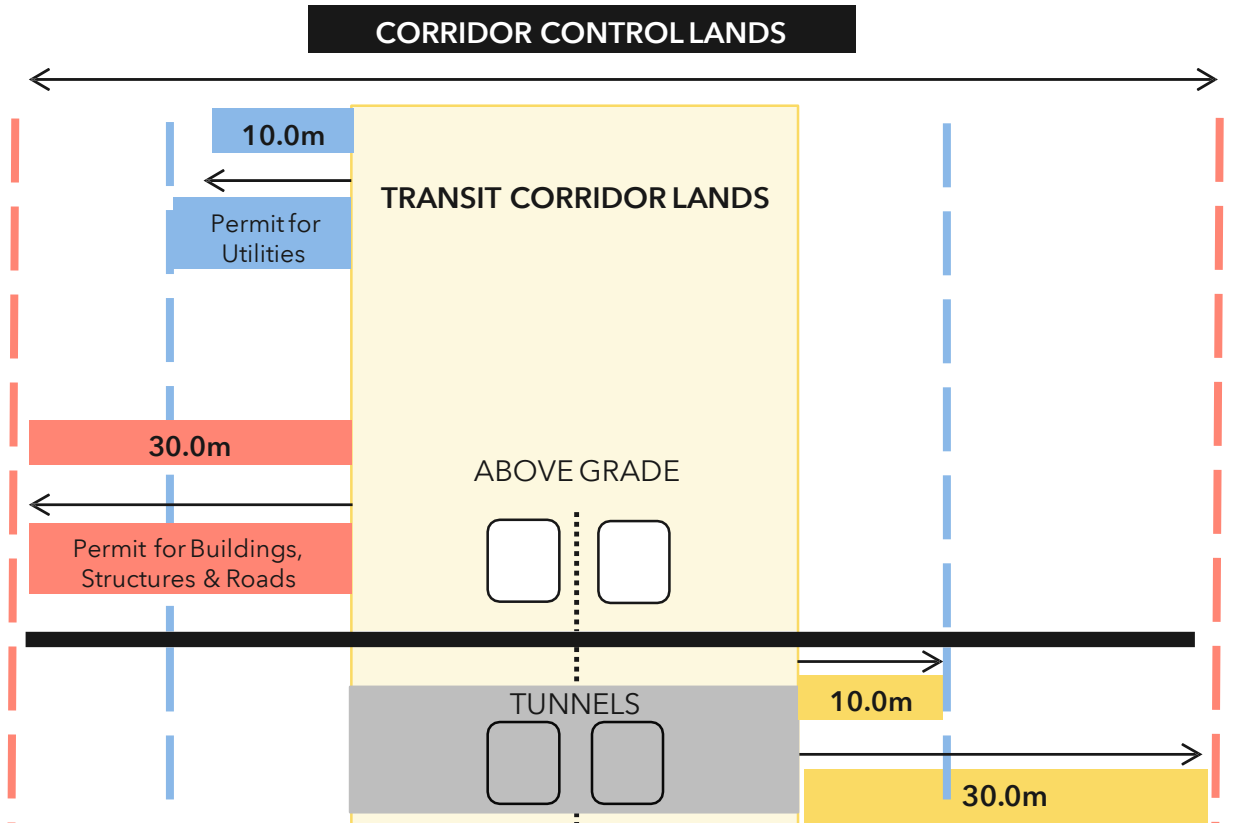 CORRIDOR CONTROL LANDS
10.0m
TRANSIT CORRIDOR LANDS
Permit for
Utilities
30.0m
ABOVE GRADE
Permit for Buildings,
Structures & Roads
TUNNELS
10.0m
30.0m